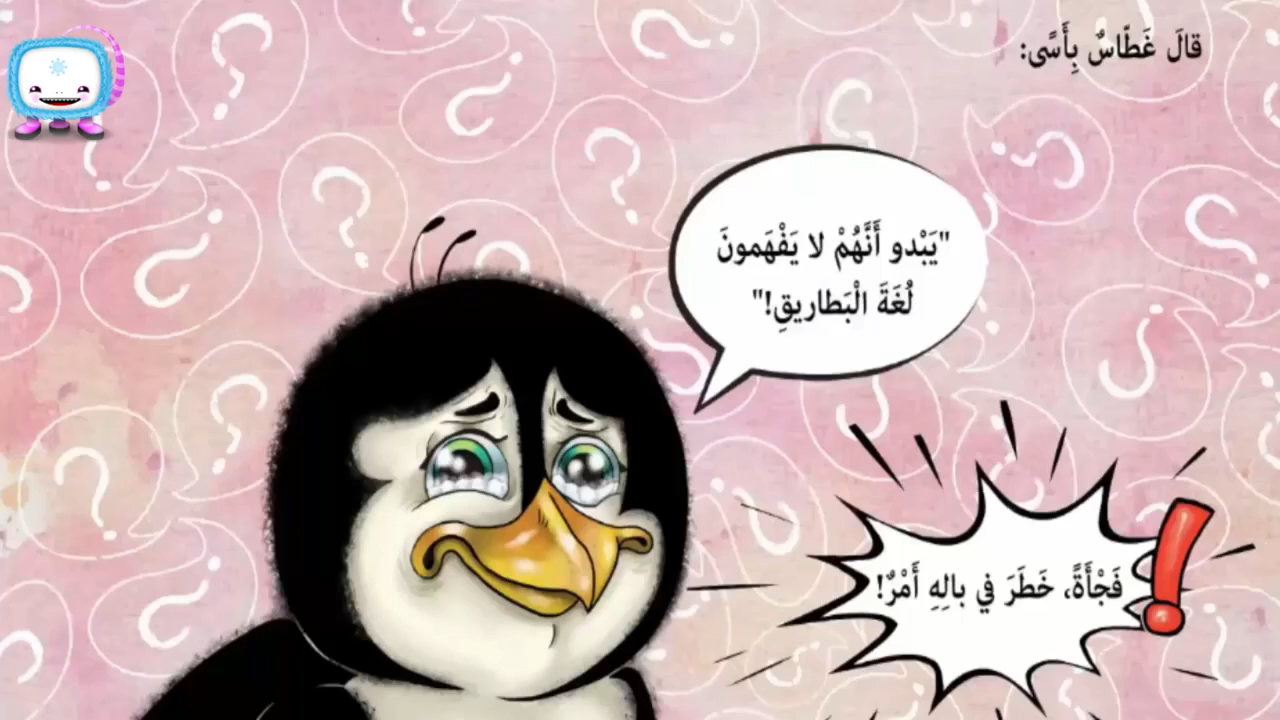 قالَ غَطّاسٌ بِأَسًى:
"يَبْدو أَنَّهُمْ لا يَفْهَمونَ
لُغَةَ الْبَطاريقِ!"
فَجْأَةً، خَطَرَ في بالِهِ أَمْرٌ!